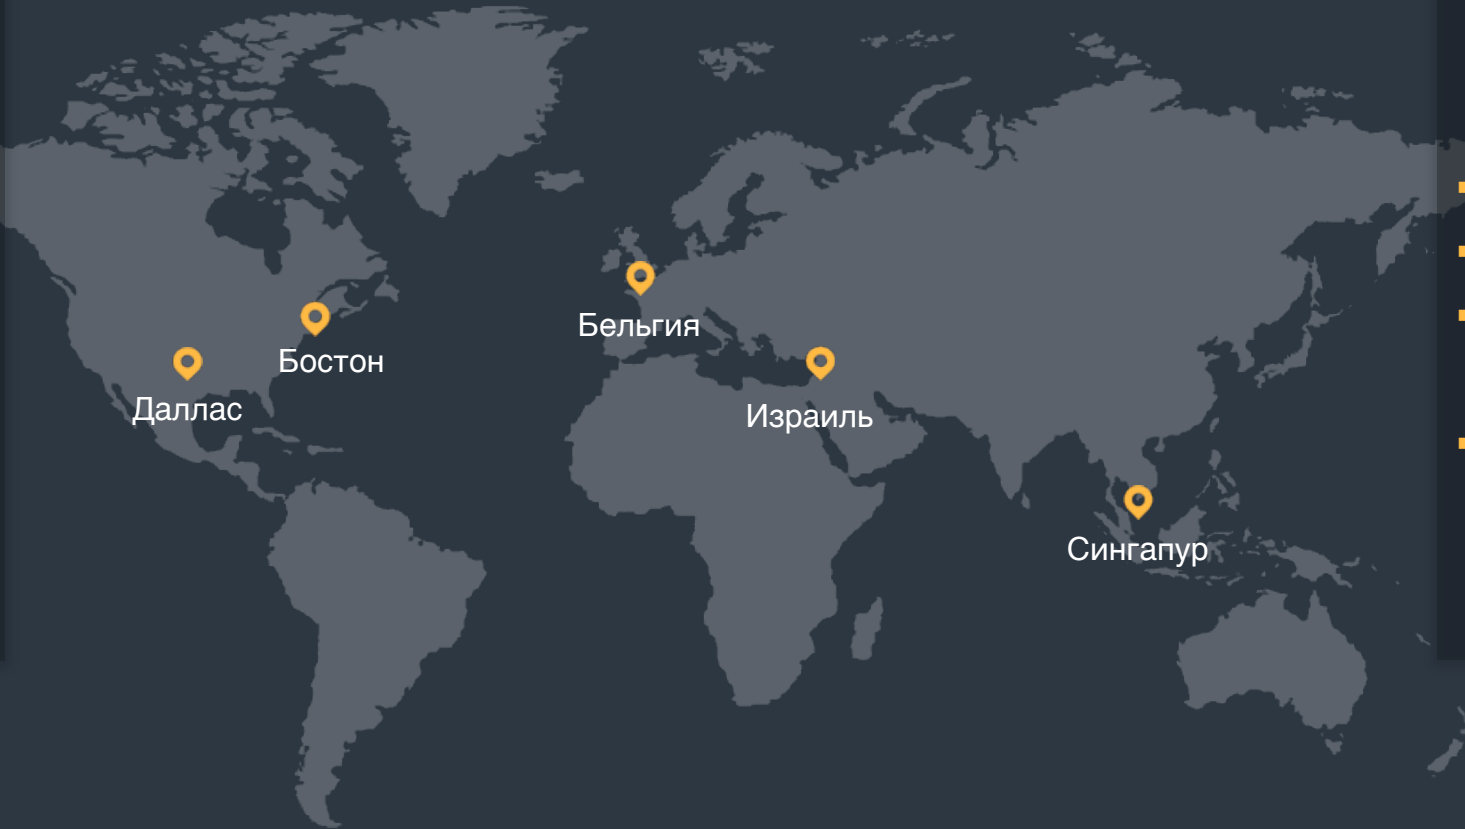 Бельгия
Бостон
Даллас
Израиль
Сингапур